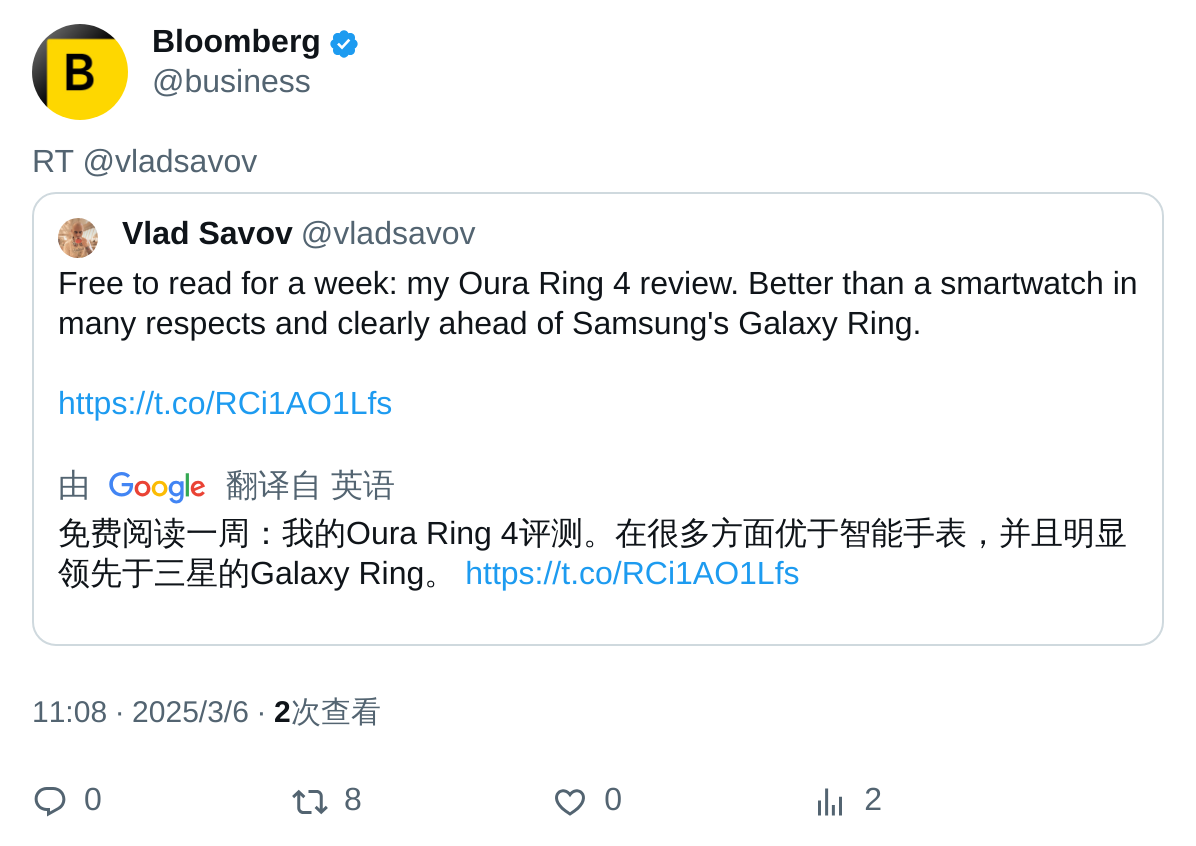 B
Bloomberg
@business
RT @vladsavov
Vlad Savov @vladsavov
Free to read for a week: my Oura Ring 4 review. Better than a smartwatch in
many respects and clearly ahead of Samsung's Galaxy Ring.
https://t.co/RCi1AO1Lfs
由 Google 翻译自 英语
免费阅读一周：我的Oura Ring 4评测。在很多方面优于智能手表，并且明显
领先于三星的Galaxy Ring。 https://t.co/RCi1AO1Lfs
11:08 · 2025/3/6 · 2次查看
0 8 0 2